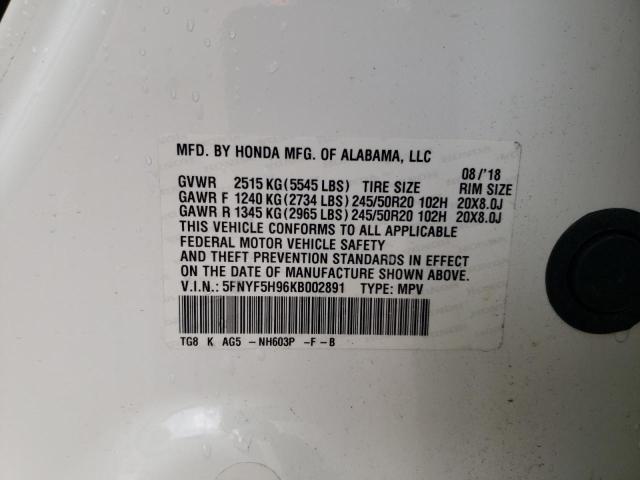 MFD. BY HONDA MFG. OF ALABAMA, LLC
08/'18
GVWR 2515 KG (5545 LBS) TIRE SIZE RIM SIZE
GAWR F 1240 KG (2734 LBS) 245/50R20 102H 20X8.0J
GAWR R 1345 KG (2965 LBS) 245/50R20 102H 20X8.0J
THIS VEHICLE CONFORMS TO ALL APPLICABLE
FEDERAL MOTOR VEHICLE SAFETY
AND THEFT PREVENTION STANDARDS IN EFFECT
ON THE DATE OF MANUFACTURE SHOWN ABOVE.
V.I.N.: 5FNYF5H96KB002891 TYPE: MPV
TG8 K AG5 -NH603P -F-B